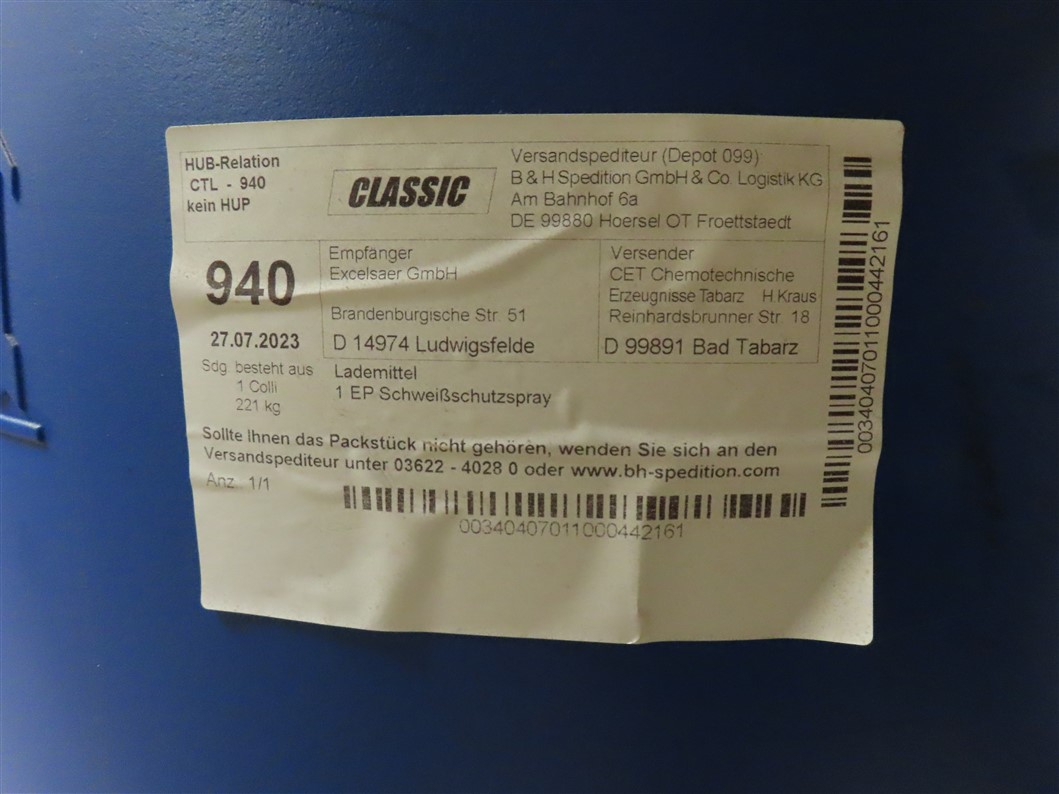 HUB-Relation
CTL - 940
kein HUP
CLASSIC
Versandspediteur (Depot 099)
B & H Spedition GmbH & Co. Logistik KG
Am Bahnhof 6a
DE 99880 Hoersel OT Froettstaedt
940
27.07.2023
Empfänger
Excelsaer GmbH
Brandenburgische Str. 51
D 14974 Ludwigsfelde
Versender
CET Chemotechnische
Erzeugnisse Tabarz H.Kraus
Reinhardsbrunner Str. 18
D 99891 Bad Tabarz
Sdg. besteht aus
1 Colli
221 kg
Lademittel
1 EP Schweißschutzspray
Sollte Ihnen das Packstück nicht gehören, wenden Sie sich an den
Versandspediteur unter 03622 - 4028 0 oder www.bh-spedition.com
Anz. 1/1
00340407011000442161
00340407011000442161